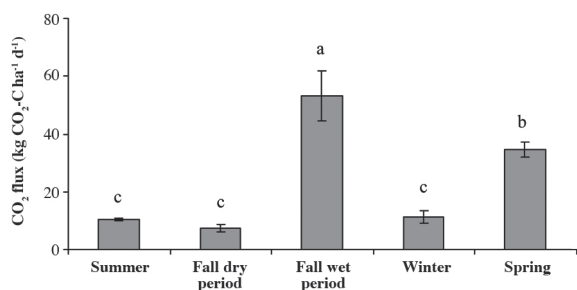 CO₂ flux (kg CO₂-C ha⁻¹ d⁻¹)
80
60
40
20
0
c
c
a
c
b
Summer
Fall dry
period
Fall wet
period
Winter
Spring